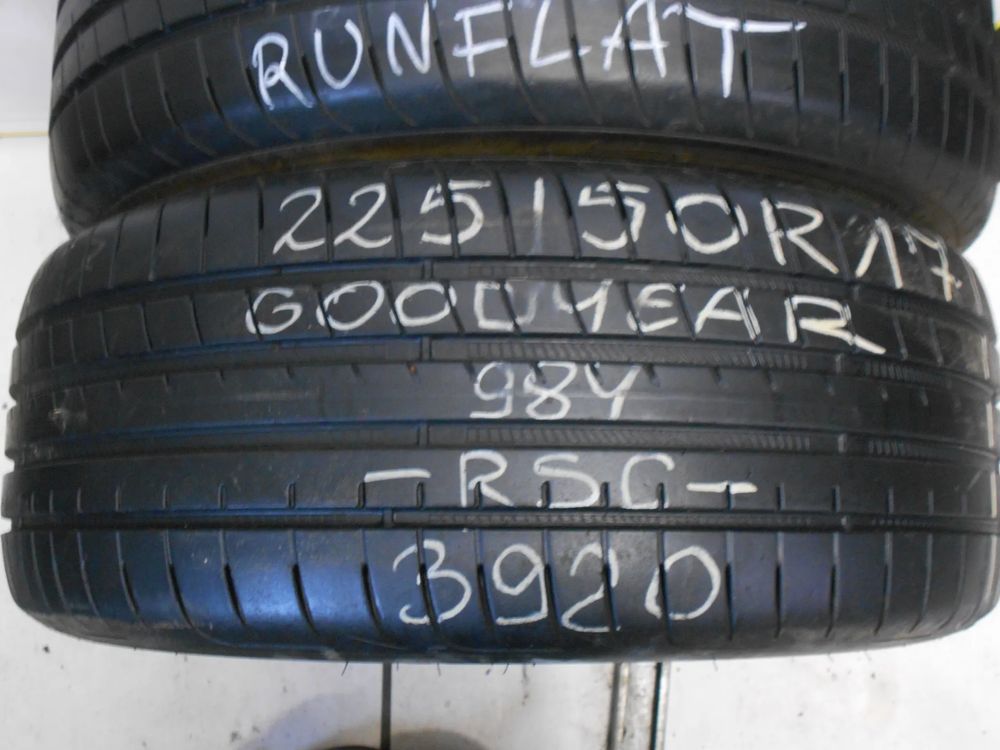 RUNFLAT
225/50R17
GOODYEAR
98Y
-RSC-
3920